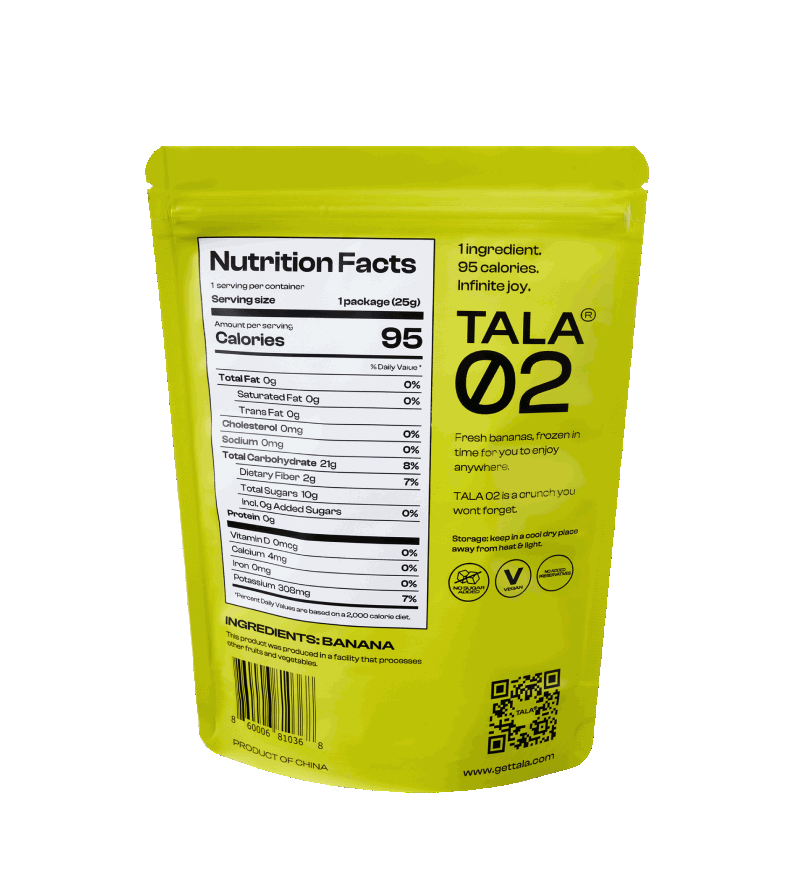 Nutrition Facts
1 serving per container
Serving size 1 package (25g)
Amount per serving
Calories 95
% Daily Value *
Total Fat 0g 0%
Saturated Fat 0g 0%
Trans Fat 0g
Cholesterol 0mg 0%
Sodium 0mg 0%
Total Carbohydrate 21g 8%
Dietary Fiber 2g 7%
Total Sugars 10g
Incl. 0g Added Sugars 0%
Protein 0g
Vitamin D 0mcg 0%
Calcium 4mg 0%
Iron 0mg 0%
Potassium 308mg 7%
*Percent Daily Values are based on a 2,000 calorie diet.
INGREDIENTS: BANANA
This product was produced in a facility that processes
other fruits and vegetables.
8 60006 81036 8
PRODUCT OF CHINA
1 ingredient.
95 calories.
Infinite joy.
TALA®
02
Fresh bananas, frozen in
time for you to enjoy
anywhere.
TALA 02 is a crunch you
wont forget.
Storage: keep in a cool dry place
away from heat & light.
NO SUGAR
ADDED
V
VEGAN
NO ADDED
PRESERVATIVES
TALA
www.gettala.com